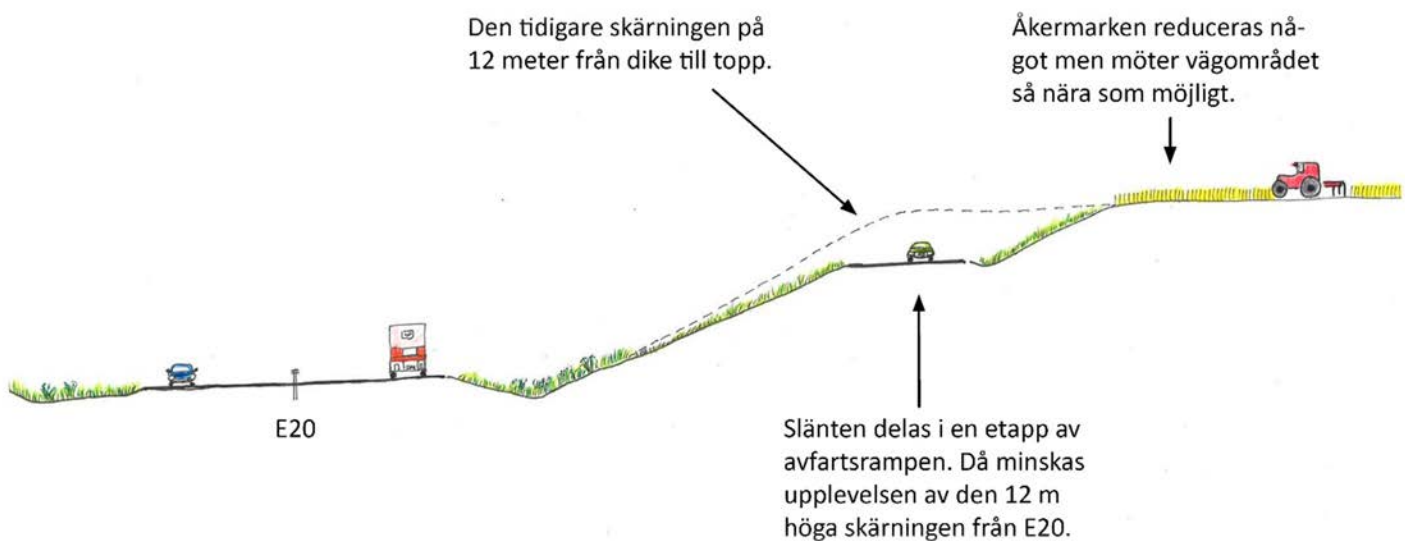 Den tidigare skärningen på
12 meter från dike till topp.
Åkermarken reduceras nå-
got men möter vägområdet
så nära som möjligt.
E20
Slänten delas i en etapp av
avfartsrampen. Då minskas
upplevelsen av den 12 m
höga skärningen från E20.